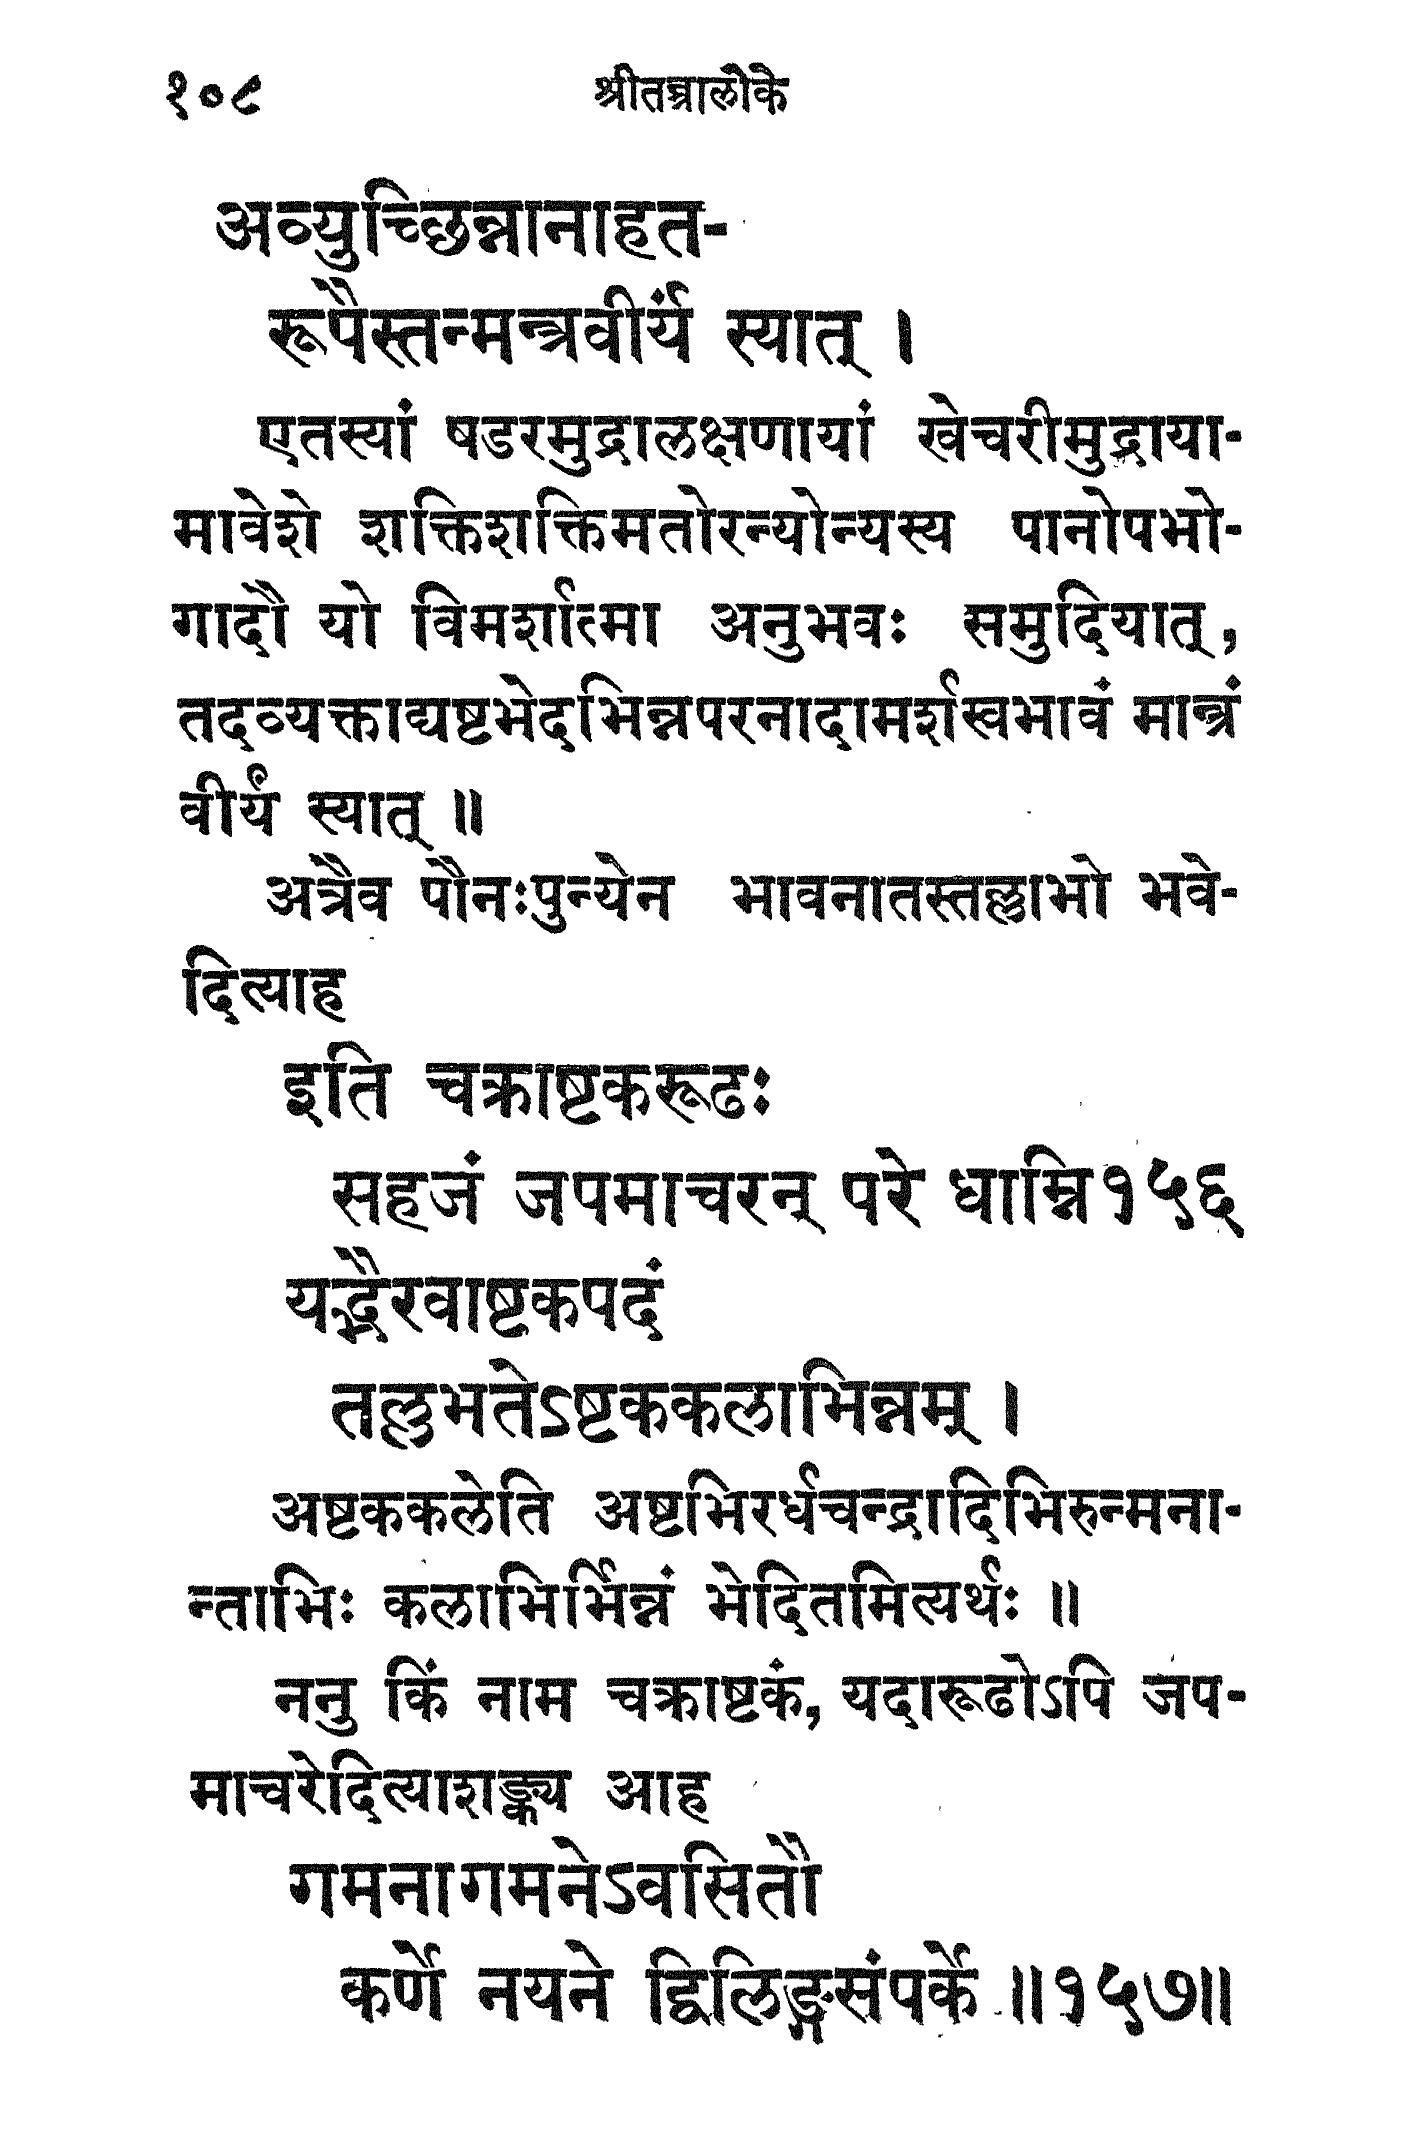 १०८ श्रीतन्त्रालोके
अव्युच्छिन्नानाहत-
रूपैस्तन्मन्त्रवीर्यं स्यात् ।
एतस्यां षडरमुद्रालक्षणायां खेचरीमुद्राया-
मावेशे शक्तिशक्तिमतोरन्योन्यस्य पानोपभो-
गादौ यो विमर्शात्मा अनुभवः समुदियात्,
तदव्यक्ताद्यष्टभेदभिन्नपरनादामर्शस्वभावं मान्त्रं
वीर्यं स्यात् ॥
अत्रैव पौनःपुन्येन भावनातस्तल्लाभो भवे-
दित्याह
इति चक्राष्टकरूढः
सहजं जपमाचरन् परे धाम्नि१५६
यद्भैरवाष्टकपदं
तल्लभतेऽष्टककलाभिन्नम् ।
अष्टककलेति अष्टभिरर्धचन्द्रादिभिरुन्मना-
न्ताभिः कलाभिर्भिन्नं भेदितमित्यर्थः ॥
ननु किं नाम चक्राष्टकं, यदारूढोऽपि जप-
माचरेदित्याशङ्क्य आह
गमनागमनेऽवसितौ
कर्णे नयने द्विलिङ्गसंपर्के ॥१५७॥